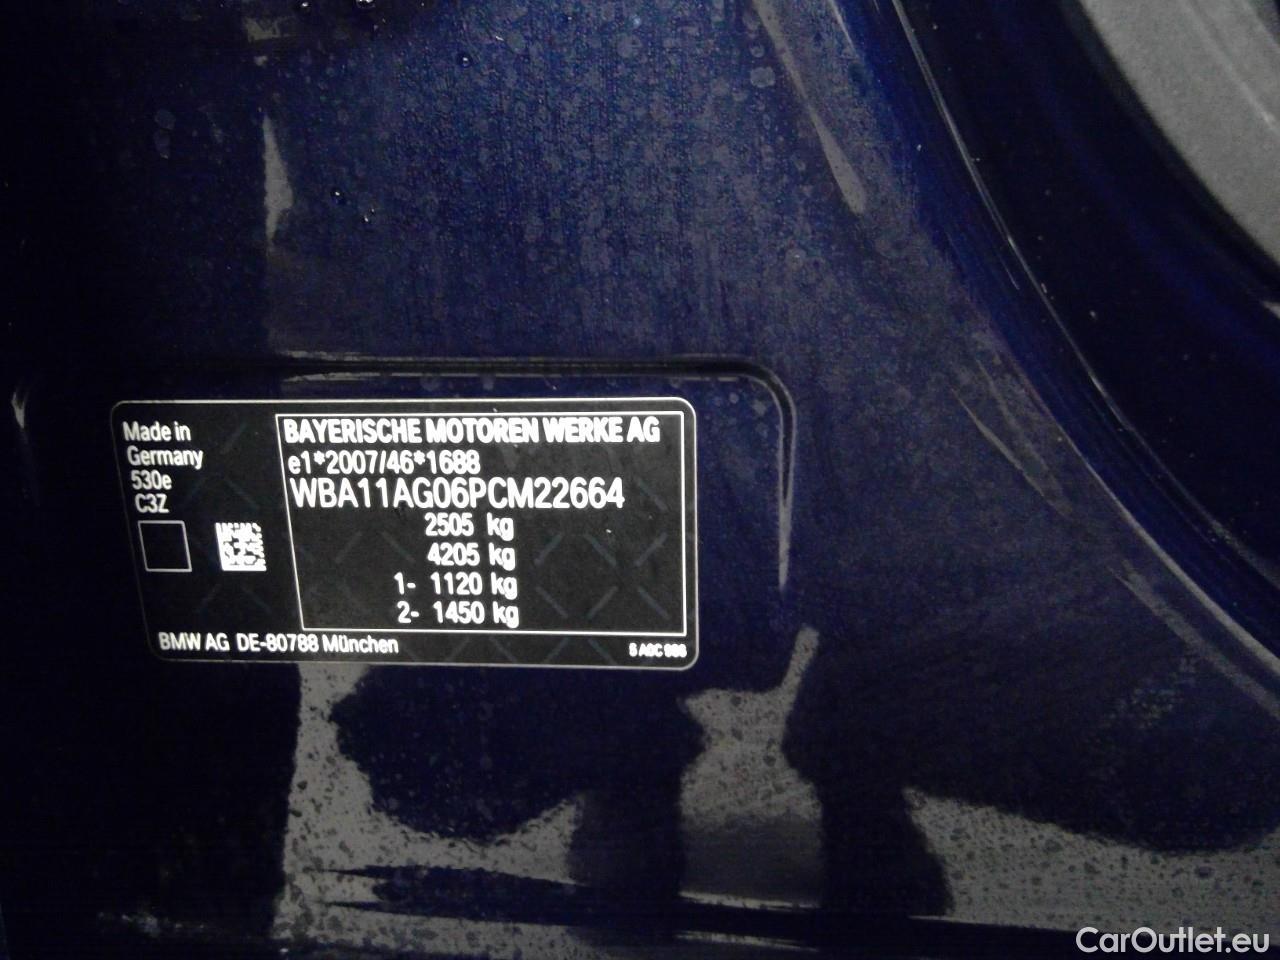 Made in
Germany
530e
C3Z
BAYERISCHE MOTOREN WERKE AG
e1*2007/46*1688
WBA11AG06PCM22664
2505 kg
4205 kg
1- 1120 kg
2- 1450 kg
BMW AG DE-80788 München
CarOutlet.eu